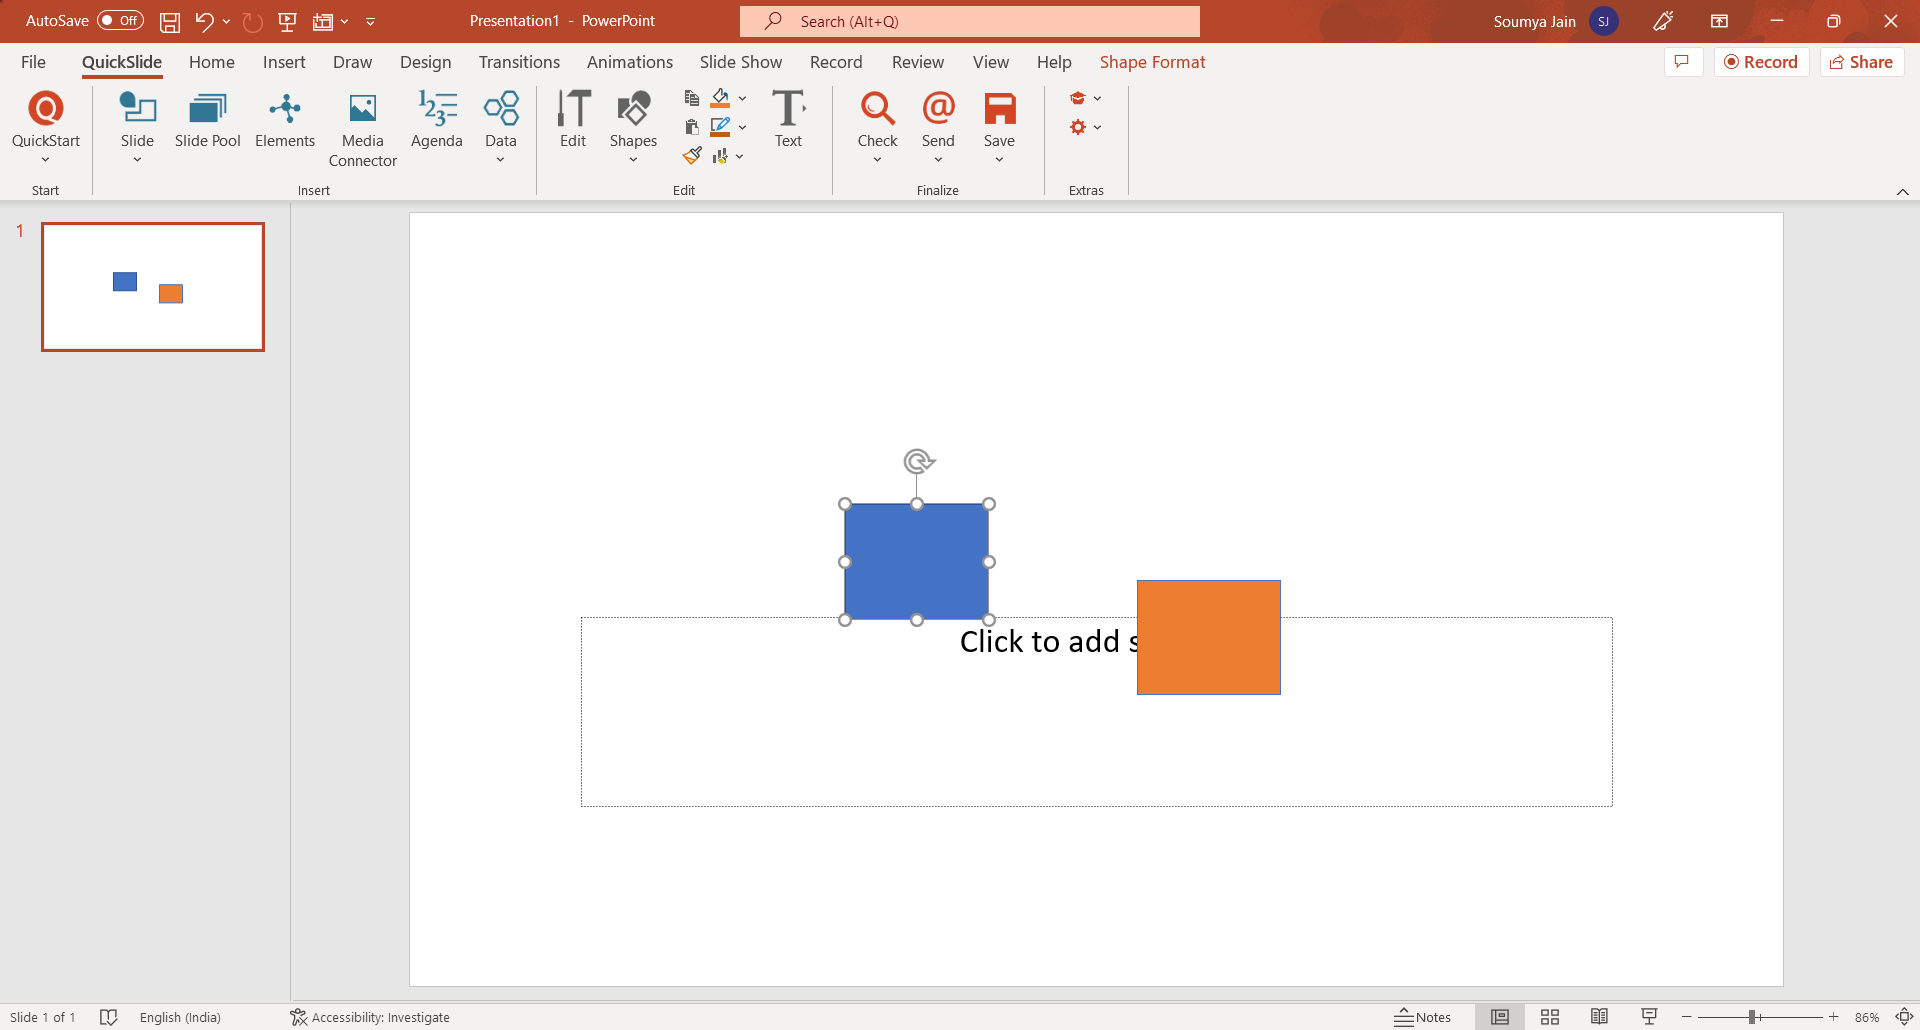 AutoSave Off Presentation1 - PowerPoint Search (Alt+Q) Soumya Jain SJ
File QuickSlide Home Insert Draw Design Transitions Animations Slide Show Record Review View Help Shape Format Record Share
QuickStart Slide Slide Pool Elements Media Agenda Data Edit Shapes Text Check Send Save
Connector
Start Insert Edit Finalize Extras
1
Click to add s
Slide 1 of 1 English (India) Accessibility: Investigate Notes 86%